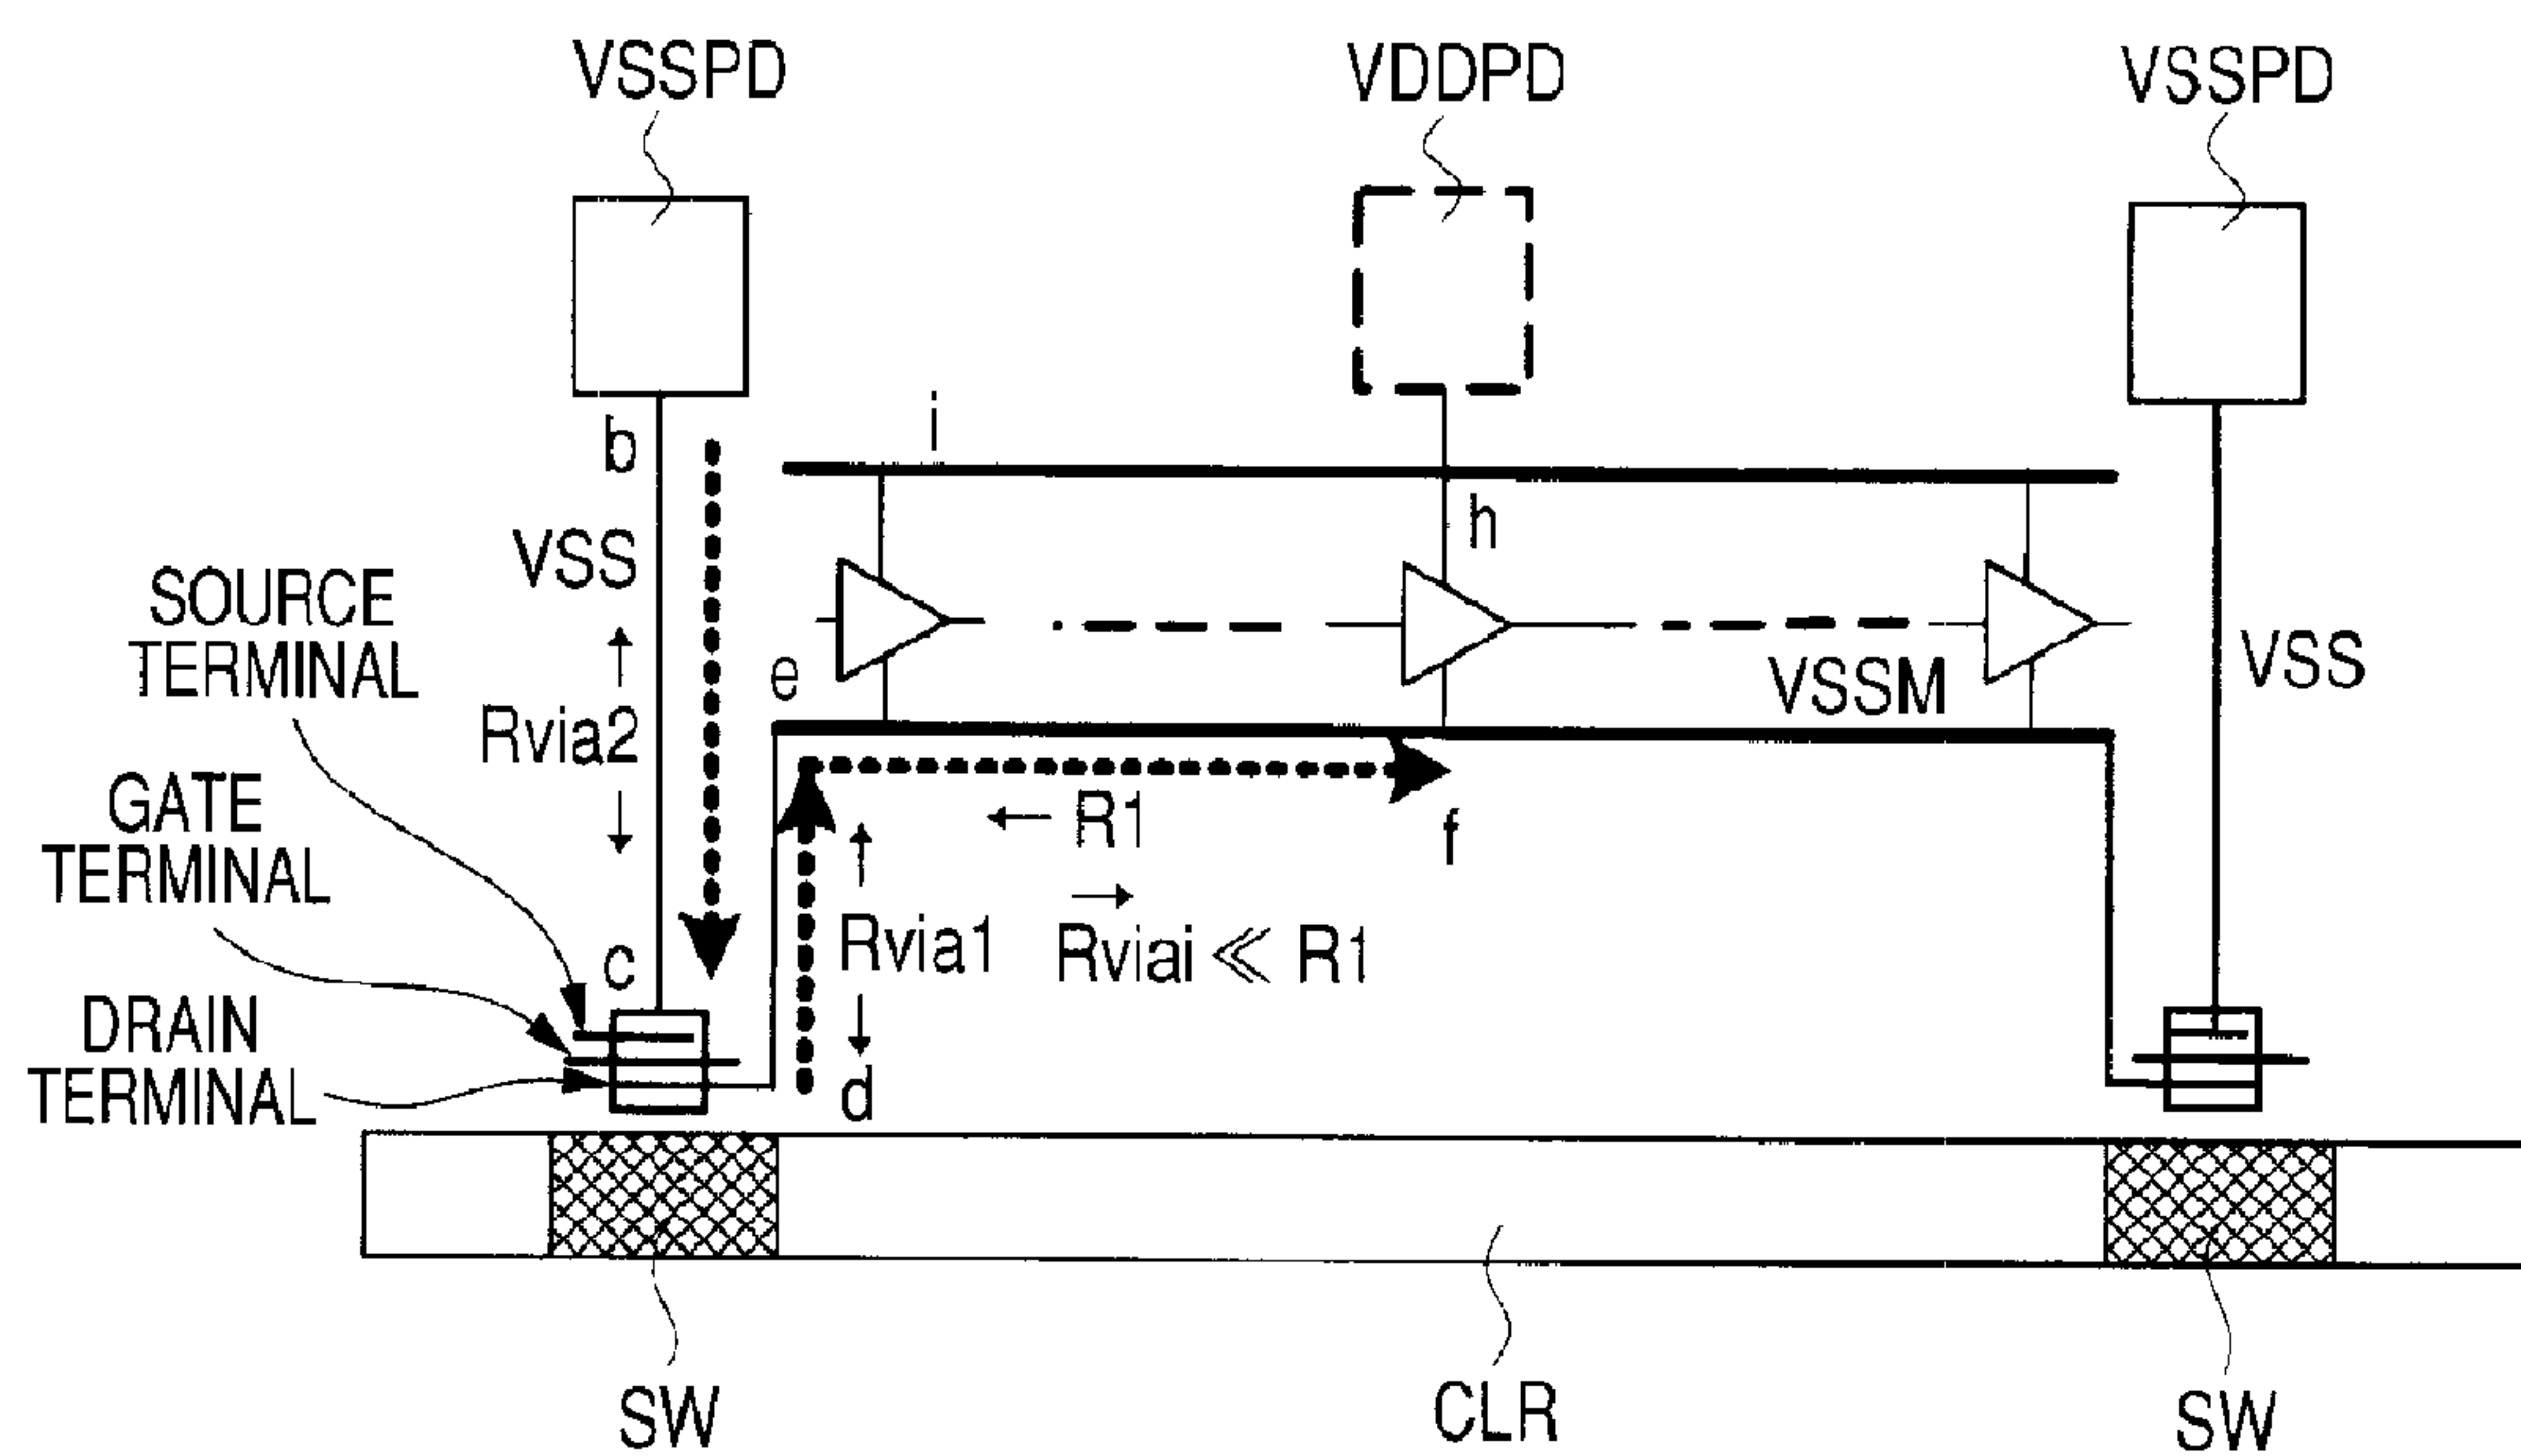 VSSPD
VDDPD
VSSPD
b
i
h
VSS
SOURCE
TERMINAL
e
VSSM
VSS
Rvia2
GATE
TERMINAL
R1
f
Rvia1
Rviai ≪ R1
c
DRAIN
TERMINAL
d
SW
CLR
SW